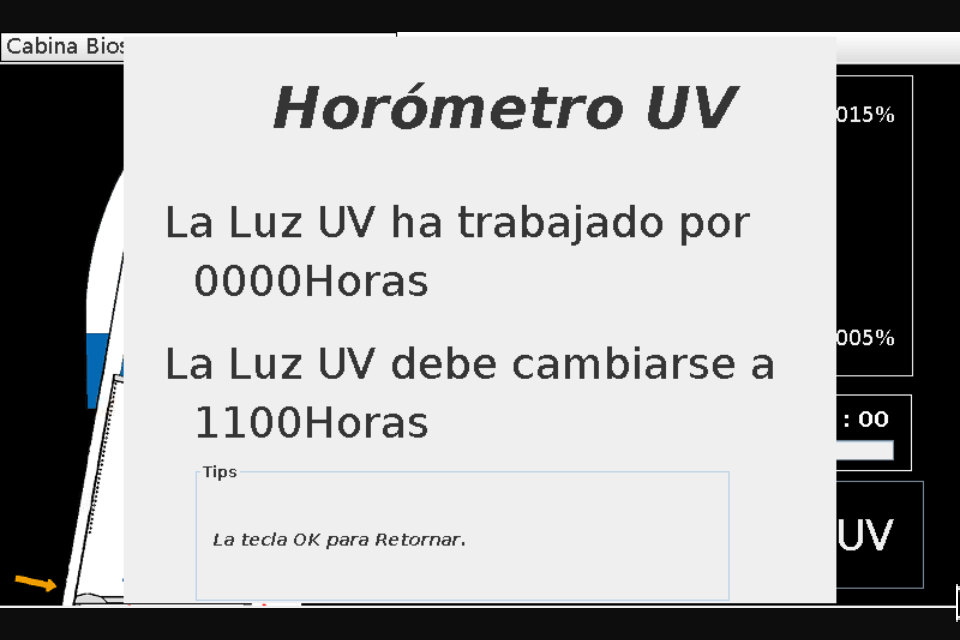 Cabina Bios
Horómetro UV
015%
La Luz UV ha trabajado por
0000Horas
005%
La Luz UV debe cambiarse a
1100Horas
: 00
Tips
UV
La tecla OK para Retornar.